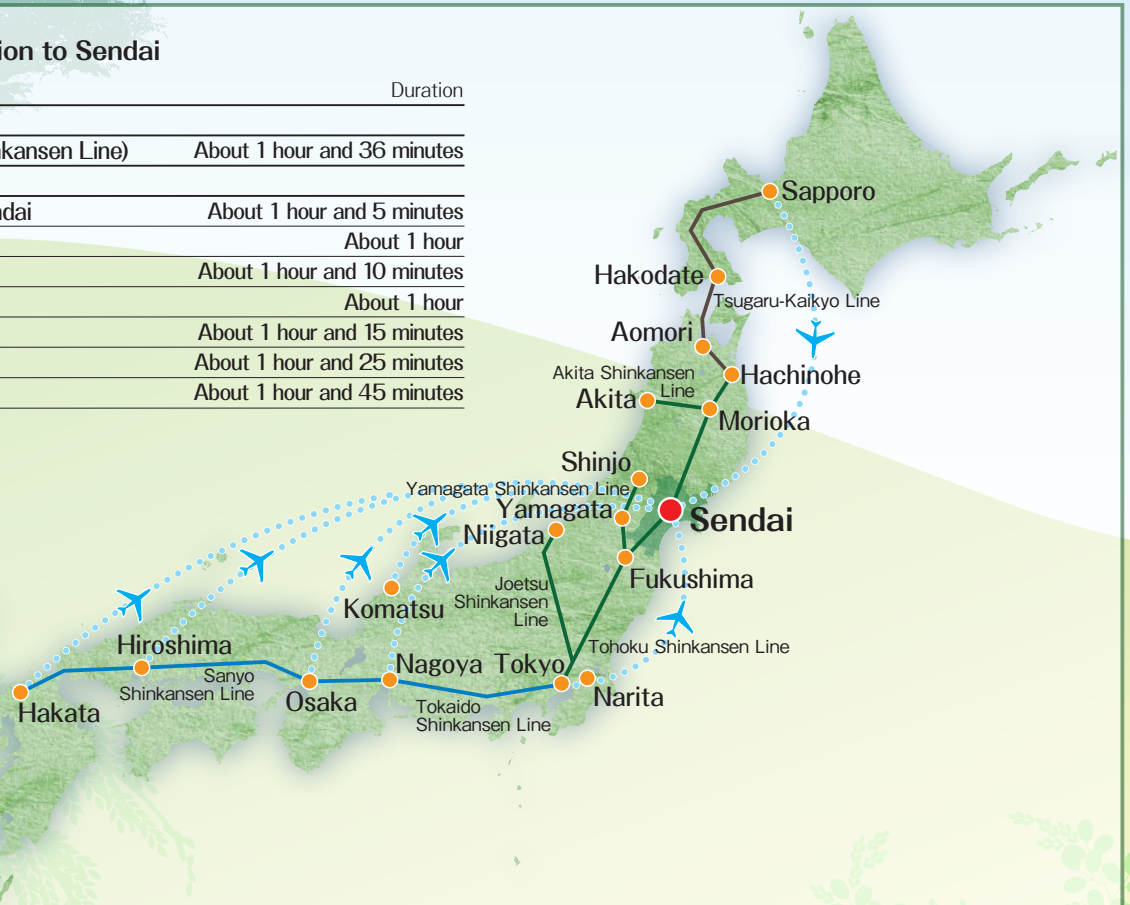 ion to Sendai
Duration
kansen Line) About 1 hour and 36 minutes
ndai About 1 hour and 5 minutes
About 1 hour
About 1 hour and 10 minutes
About 1 hour
About 1 hour and 15 minutes
About 1 hour and 25 minutes
About 1 hour and 45 minutes
Sapporo
Hakodate
Tsugaru-Kaikyo Line
Aomori
Akita Shinkansen
Line
Hachinohe
Akita
Morioka
Shinjo
Yamagata Shinkansen Line
Yamagata
Sendai
Niigata
Fukushima
Joetsu
Shinkansen
Line
Komatsu
Tohoku Shinkansen Line
Hiroshima
Nagoya
Tokyo
Sanyo
Shinkansen Line
Osaka
Narita
Hakata
Tokaido
Shinkansen Line